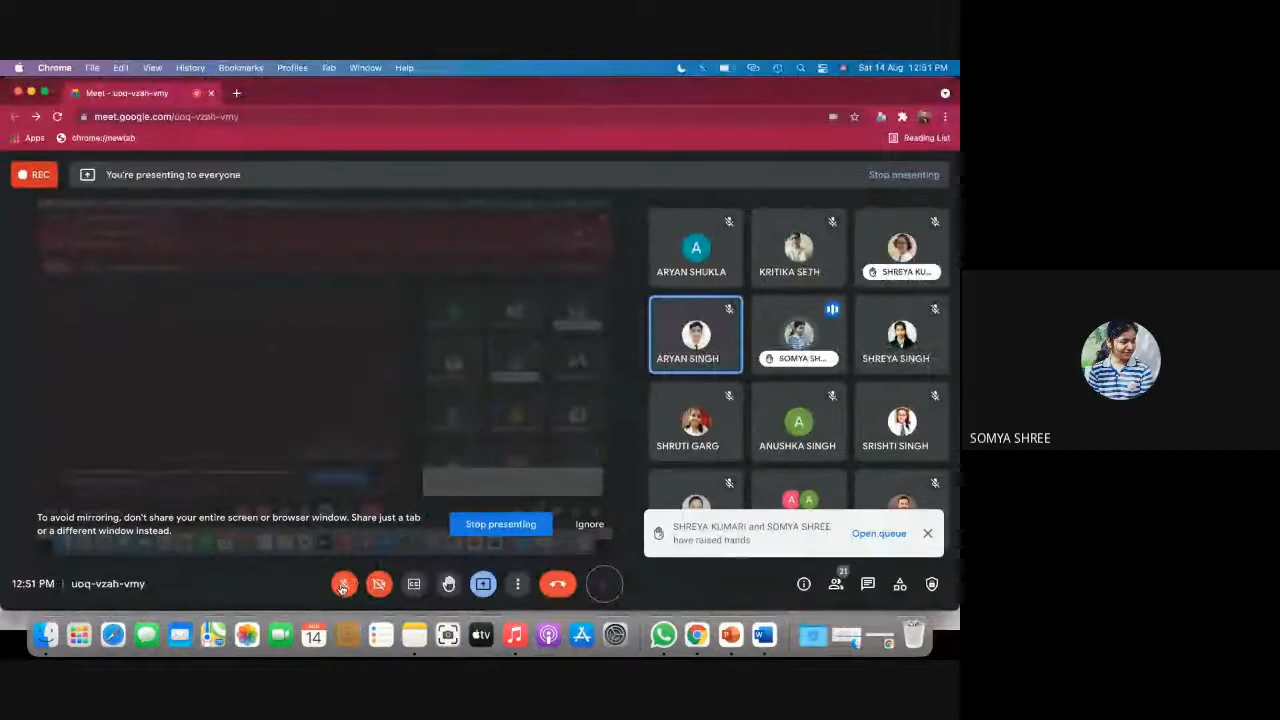 Chrome File Edit View History Bookmarks Profiles Tab Window Help
Sat 14 Aug 12:51 PM
Meet - uoq-vzah-vmy
meet.google.com/uoq-vzah-vmy
Apps chrome://newtab
Reading List
REC
You're presenting to everyone
Stop presenting
A
ARYAN SHUKLA
KRITIKA SETH
SHREYA KU...
ARYAN SINGH
SOMYA SH...
SHREYA SINGH
SHRUTI GARG
A
ANUSHKA SINGH
SRISHTI SINGH
A A
To avoid mirroring, don't share your entire screen or browser window. Share just a tab
or a different window instead.
Stop presenting
Ignore
SHREYA KUMARI and SOMYA SHREE
have raised hands
Open queue
12:51 PM | uoq-vzah-vmy
21
AUG
14
tv
SOMYA SHREE